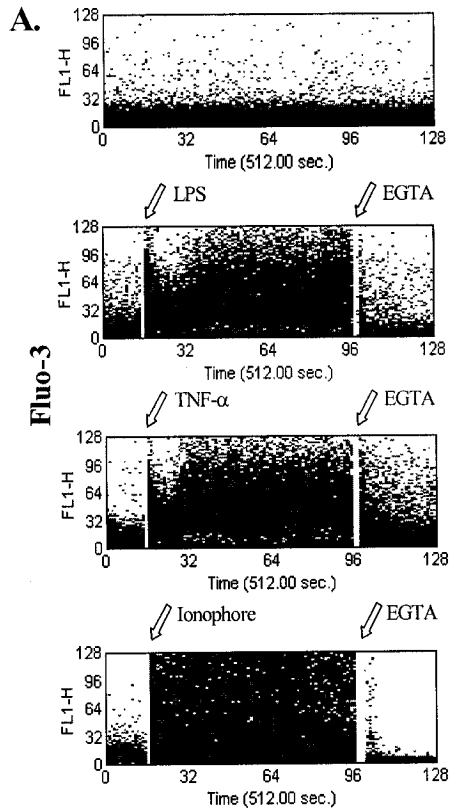 A.
FL1-H
128
96
64
32
0
0 32 64 96 128
Time (512.00 sec.)
LPS EGTA
Fluo-3
FL1-H
128
96
64
32
0
0 32 64 96 128
Time (512.00 sec.)
TNF-α EGTA
FL1-H
128
96
64
32
0
0 32 64 96 128
Time (512.00 sec.)
Ionophore EGTA
FL1-H
128
96
64
32
0
0 32 64 96 128
Time (512.00 sec.)